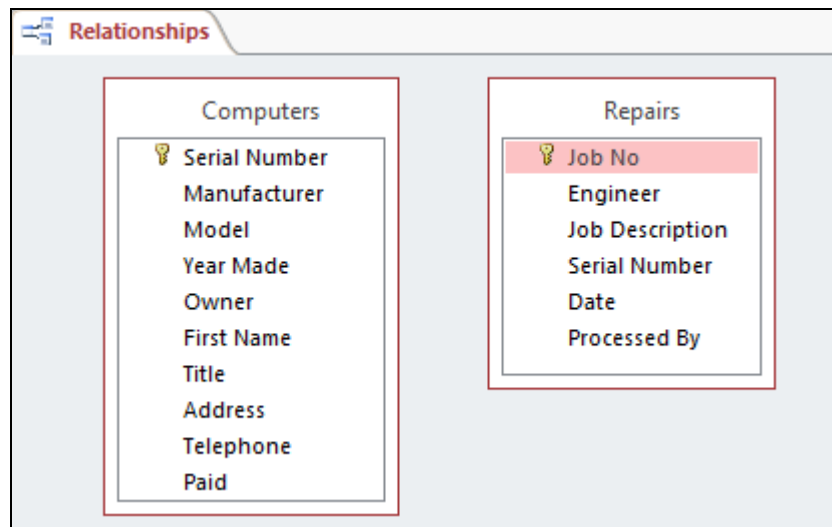 Relationships
Computers
Serial Number
Manufacturer
Model
Year Made
Owner
First Name
Title
Address
Telephone
Paid
Repairs
Job No
Engineer
Job Description
Serial Number
Date
Processed By